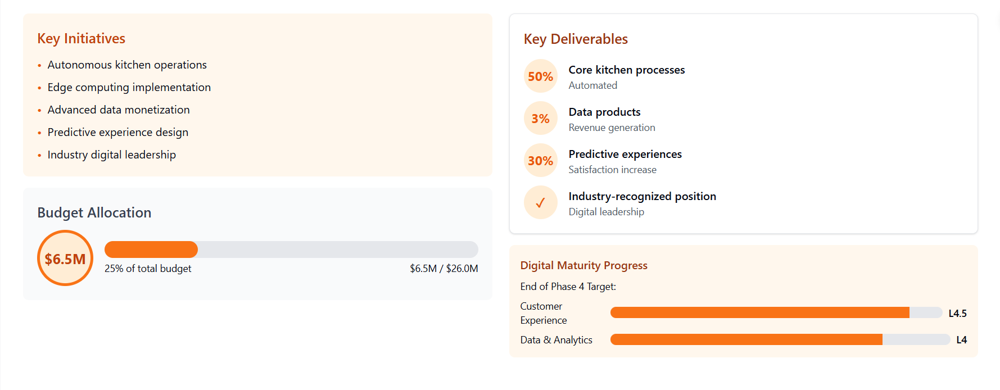 Key Initiatives
• Autonomous kitchen operations
• Edge computing implementation
• Advanced data monetization
• Predictive experience design
• Industry digital leadership
Budget Allocation
$6.5M
25% of total budget
$6.5M / $26.0M
Key Deliverables
50%
Core kitchen processes
Automated
3%
Data products
Revenue generation
30%
Predictive experiences
Satisfaction increase
✓
Industry-recognized position
Digital leadership
Digital Maturity Progress
End of Phase 4 Target:
Customer
Experience
L4.5
Data & Analytics
L4